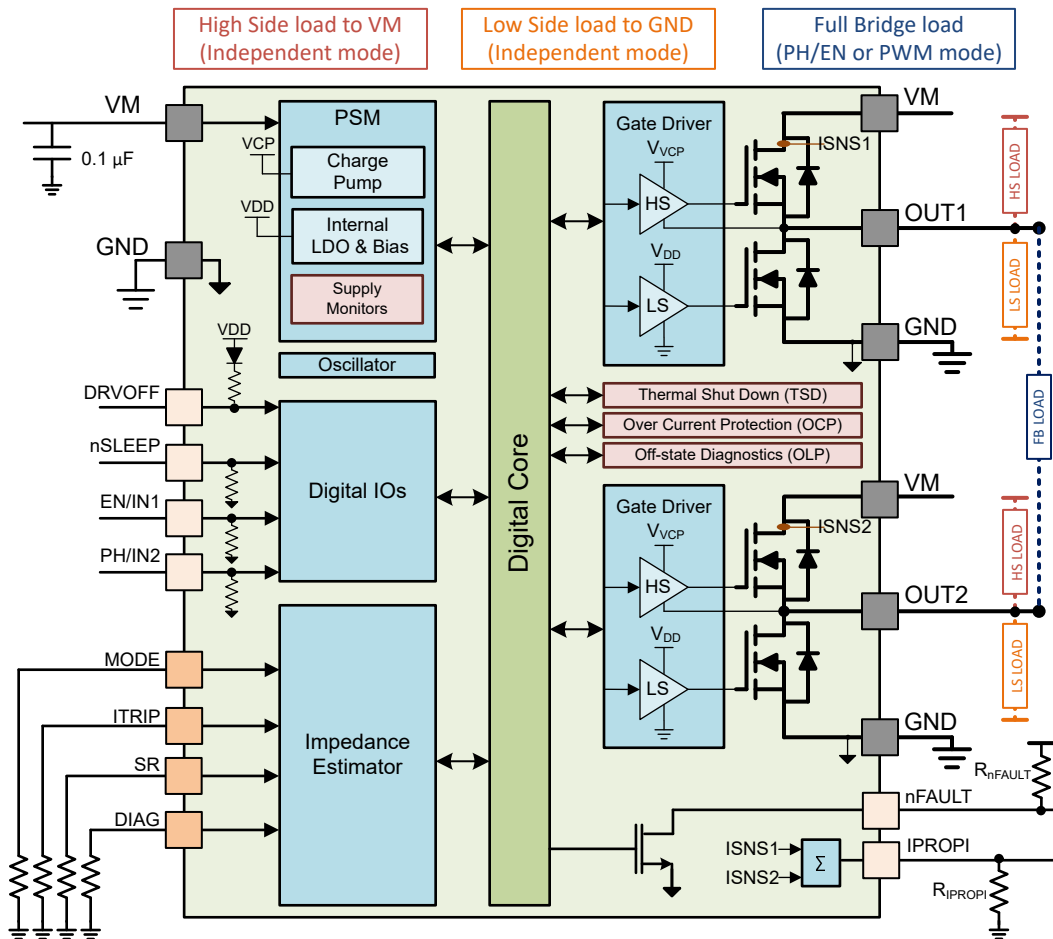 High Side load to VM
(Independent mode)
Low Side load to GND
(Independent mode)
Full Bridge load
(PH/EN or PWM mode)
VM
0.1 µF
GND
PSM
VCP
Charge
Pump
VDD
Internal
LDO & Bias
Supply
Monitors
Oscillator
VDD
DRVOFF
nSLEEP
EN/IN1
PH/IN2
Digital IOs
MODE
ITRIP
SR
DIAG
Impedance
Estimator
Digital Core
Gate Driver
VVCP
HS
VDD
LS
ISNS1
VM
OUT1
GND
HS LOAD
LS LOAD
FB LOAD
Thermal Shut Down (TSD)
Over Current Protection (OCP)
Off-state Diagnostics (OLP)
Gate Driver
VVCP
HS
VDD
LS
ISNS2
VM
OUT2
GND
HS LOAD
LS LOAD
RnFAULT
nFAULT
ISNS1
ISNS2
Σ
IPROPI
RIPROPI